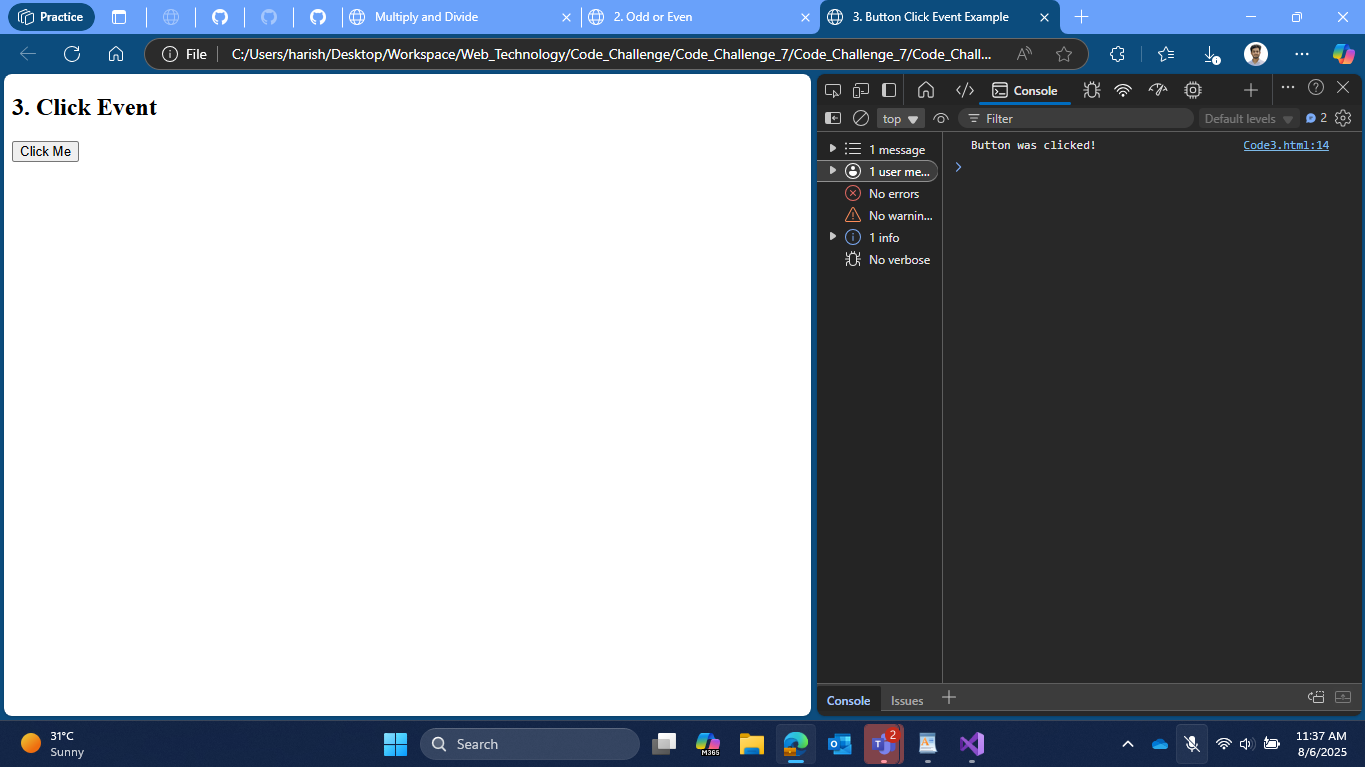 Practice
Multiply and Divide
2. Odd or Even
3. Button Click Event Example
File
C:/Users/harish/Desktop/Workspace/Web_Technology/Code_Challenge/Code_Challenge_7/Code_Challenge_7/Code_Chall...
3. Click Event
Click Me
Console
top
Filter
Default levels
2
1 message
1 user me...
No errors
No warnin...
1 info
No verbose
Button was clicked!
Code3.html:14
Console
Issues
31°C
Sunny
Search
M365
2
11:37 AM
8/6/2025